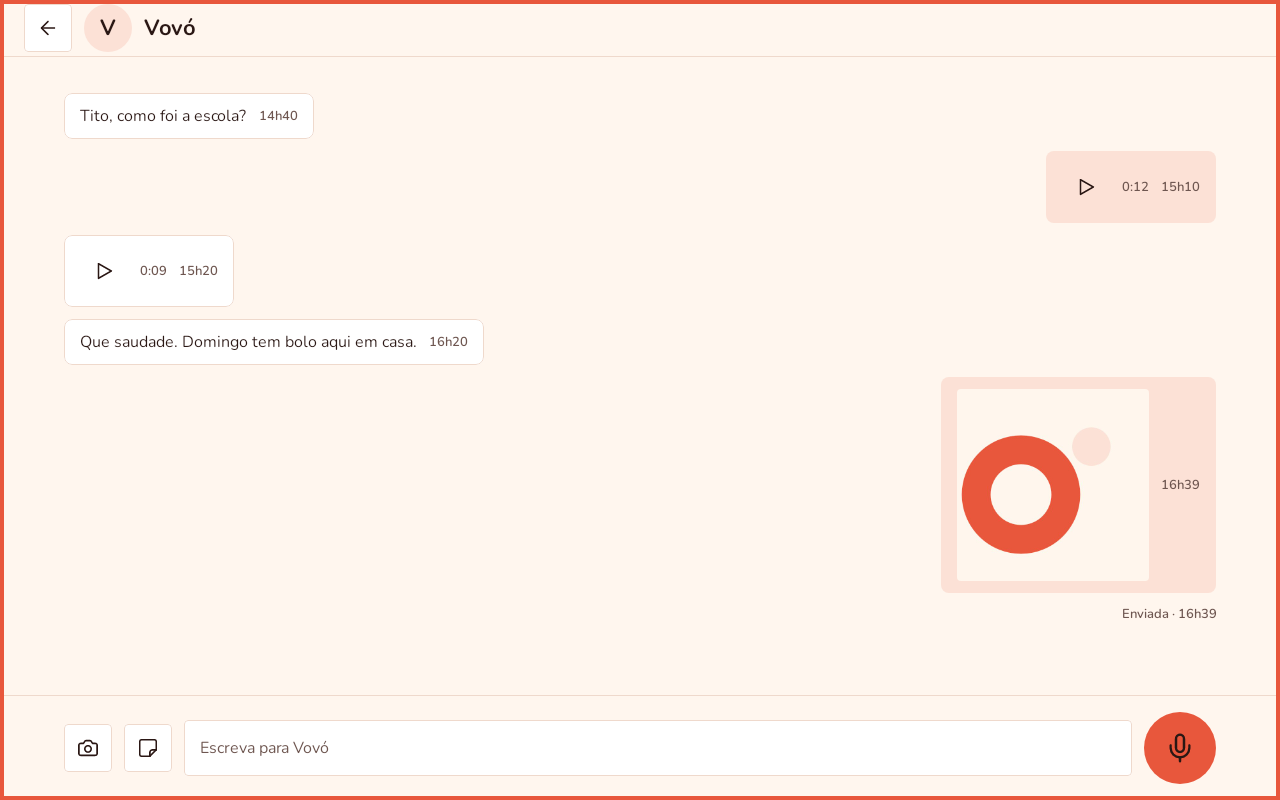 V Vovó
Tito, como foi a escola? 14h40
0:12 15h10
0:09 15h20
Que saudade. Domingo tem bolo aqui em casa. 16h20
16h39
Enviada · 16h39
Escreva para Vovó